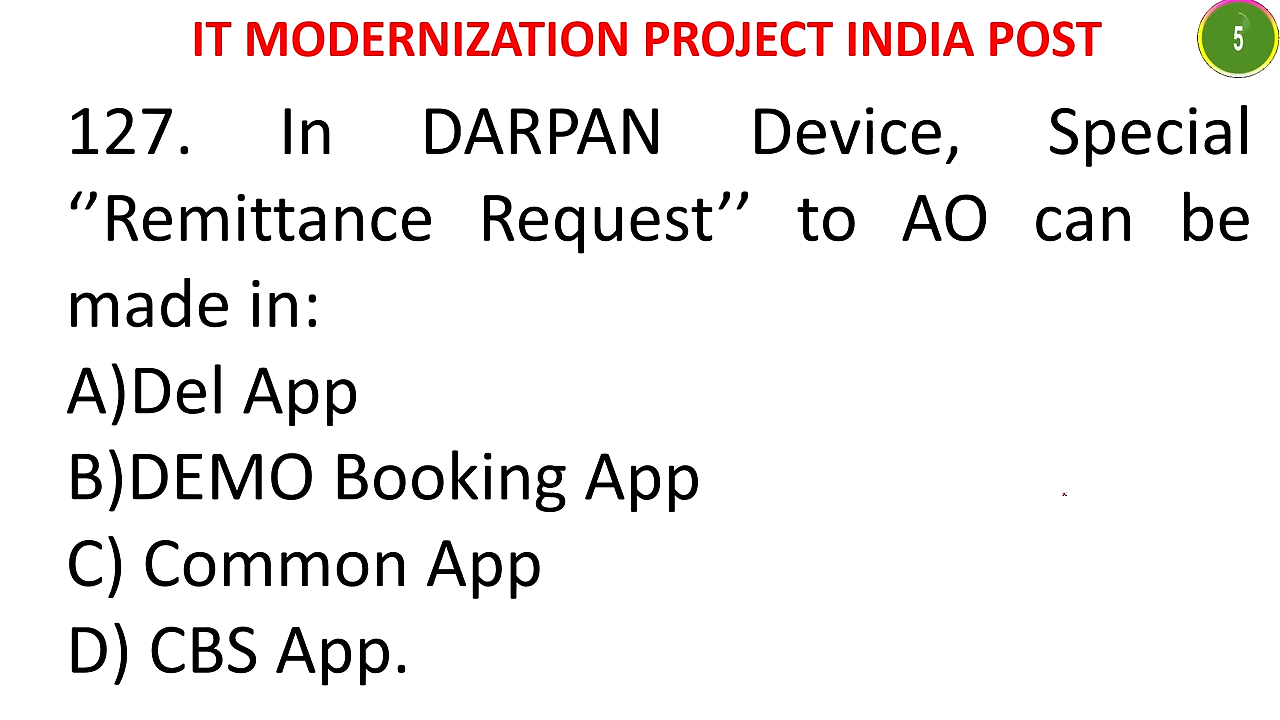 IT MODERNIZATION PROJECT INDIA POST
5
127. In DARPAN Device, Special
‘’Remittance Request’’ to AO can be
made in:
A)Del App
B)DEMO Booking App
C) Common App
D) CBS App.